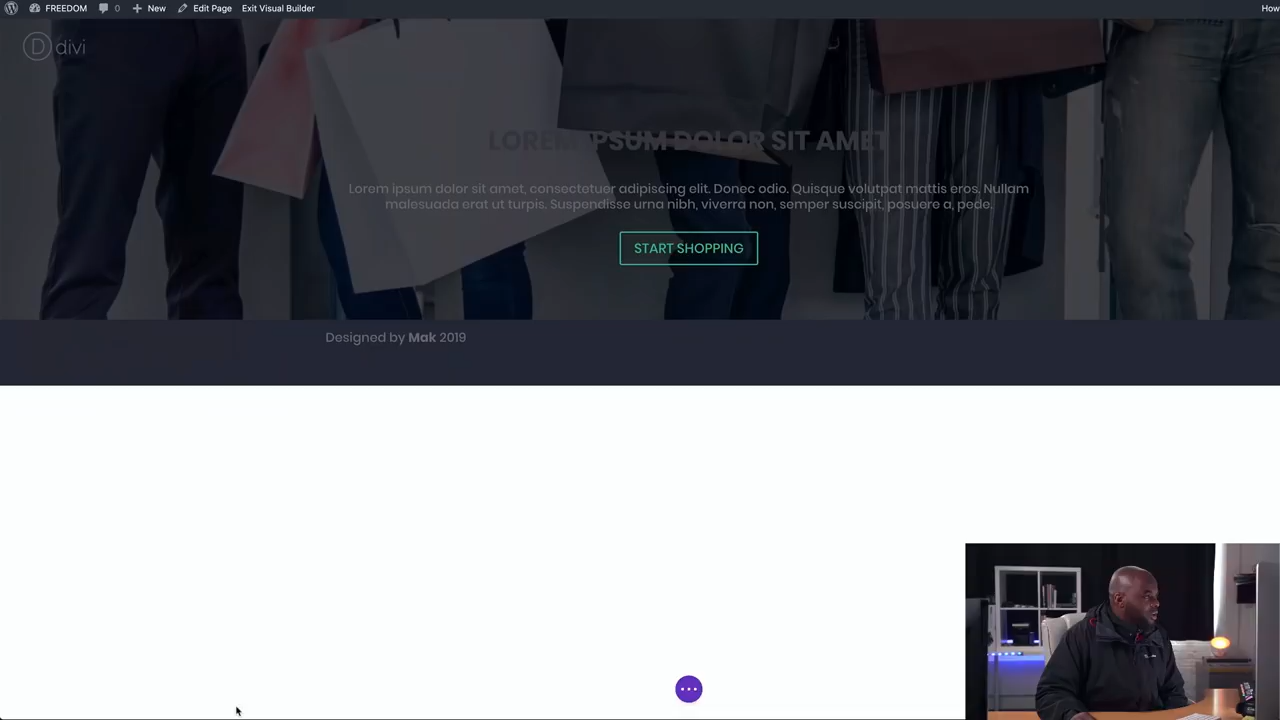 FREEDOM
0
New
Edit Page
Exit Visual Builder
How
D divi
LOREM IPSUM DOLOR SIT AMET
Lorem ipsum dolor sit amet, consectetuer adipiscing elit. Donec odio. Quisque volutpat mattis eros. Nullam
malesuada erat ut turpis. Suspendisse urna nibh, viverra non, semper suscipit, posuere a, pede.
START SHOPPING
Designed by Mak 2019